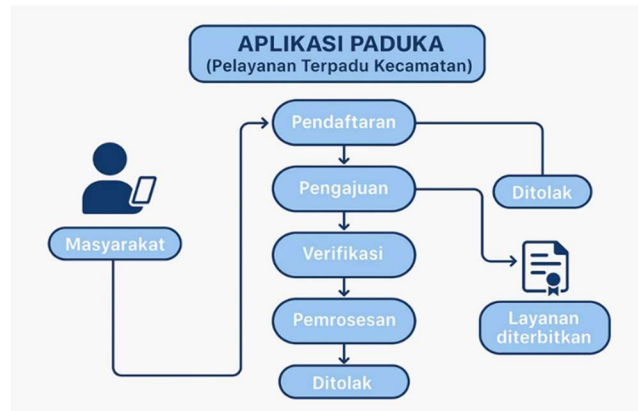 APLIKASI PADUKA
(Pelayanan Terpadu Kecamatan)
Pendaftaran
Pengajuan
Ditolak
Masyarakat
Verifikasi
Pemrosesan
Layanan
diterbitkan
Ditolak